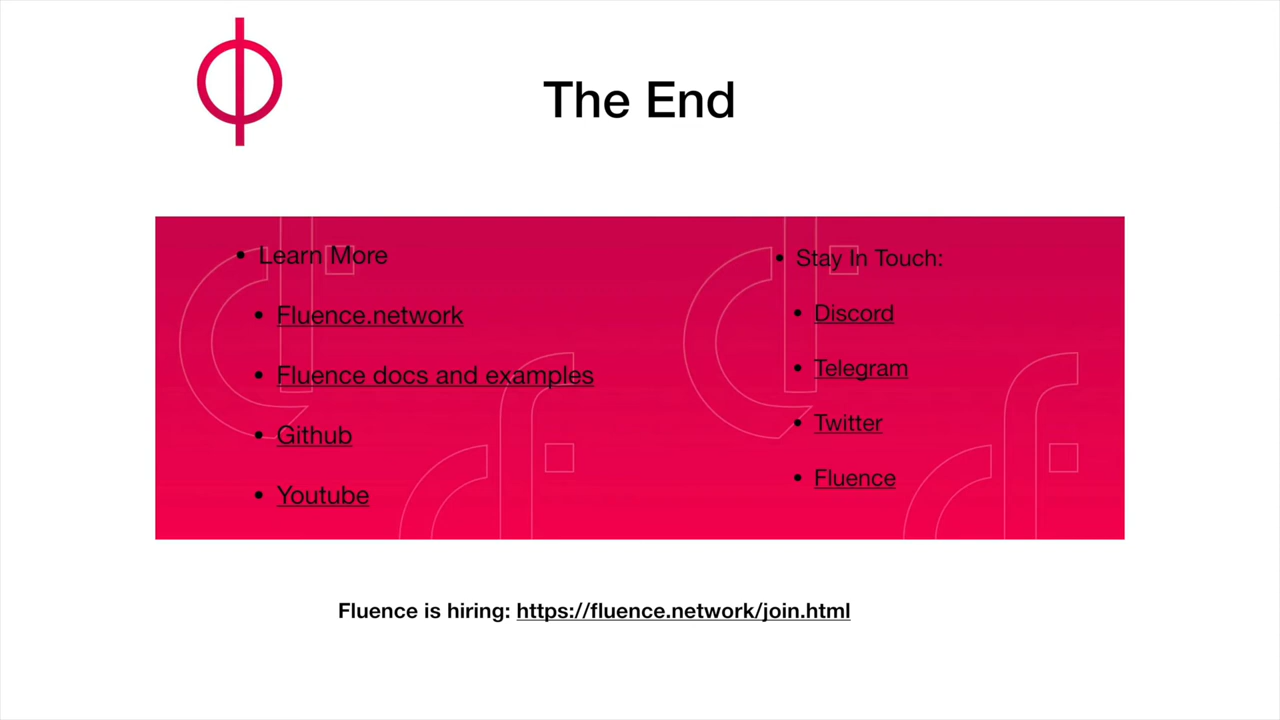 The End
• Learn More
• Fluence.network
• Fluence docs and examples
• Github
• Youtube
• Stay In Touch:
• Discord
• Telegram
• Twitter
• Fluence
Fluence is hiring: https://fluence.network/join.html